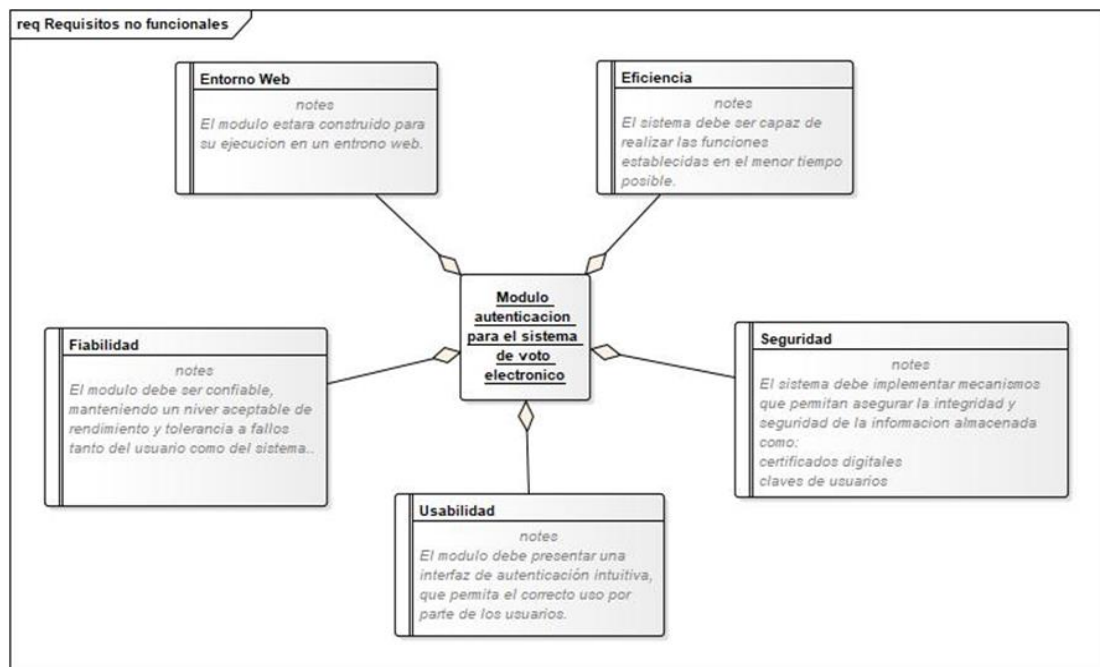 req Requisitos no funcionales
Entorno Web
notes
El modulo estara construido para
su ejecucion en un entrono web.
Eficiencia
notes
El sistema debe ser capaz de
realizar las funciones
establecidas en el menor tiempo
posible.
Modulo
autenticacion
para el sistema
de voto
electronico
Fiabilidad
notes
El modulo debe ser confiable,
manteniendo un niver aceptable de
rendimiento y tolerancia a fallos
tanto del usuario como del sistema..
Seguridad
notes
El sistema debe implementar mecanismos
que permitan asegurar la integridad y
seguridad de la informacion almacenada
como:
certificados digitales
claves de usuarios
Usabilidad
notes
El modulo debe presentar una
interfaz de autenticación intuitiva,
que permita el correcto uso por
parte de los usuarios.